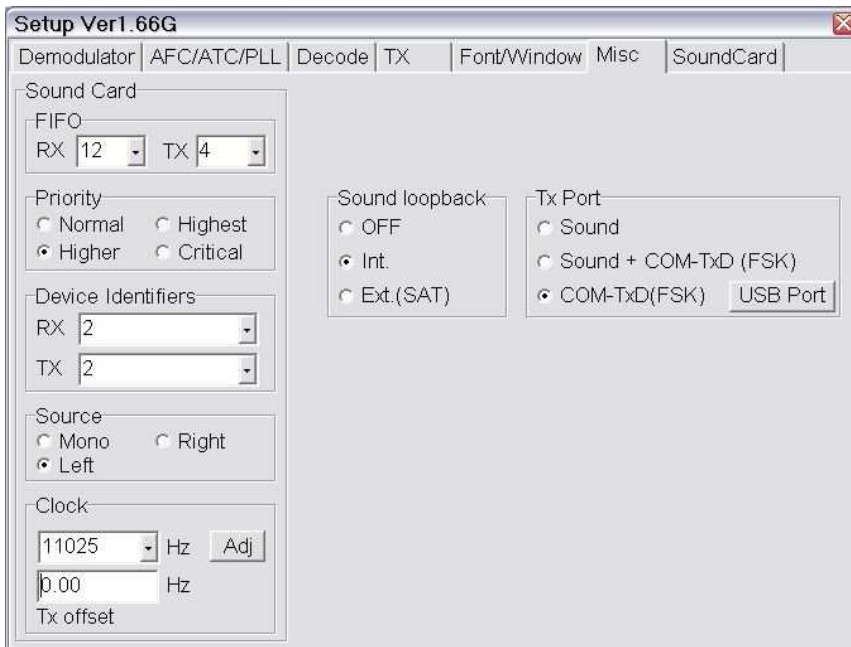 Setup Ver1.66G
Demodulator AFC/ATC/PLL Decode TX Font/Window Misc SoundCard
Sound Card
FIFO
RX 12 TX 4
Priority
Normal Highest
Higher Critical
Device Identifiers
RX 2
TX 2
Source
Mono Right
Left
Clock
11025 Hz Adj
0.00 Hz
Tx offset
Sound loopback
OFF
Int.
Ext.(SAT)
Tx Port
Sound
Sound + COM-TxD (FSK)
COM-TxD(FSK) USB Port